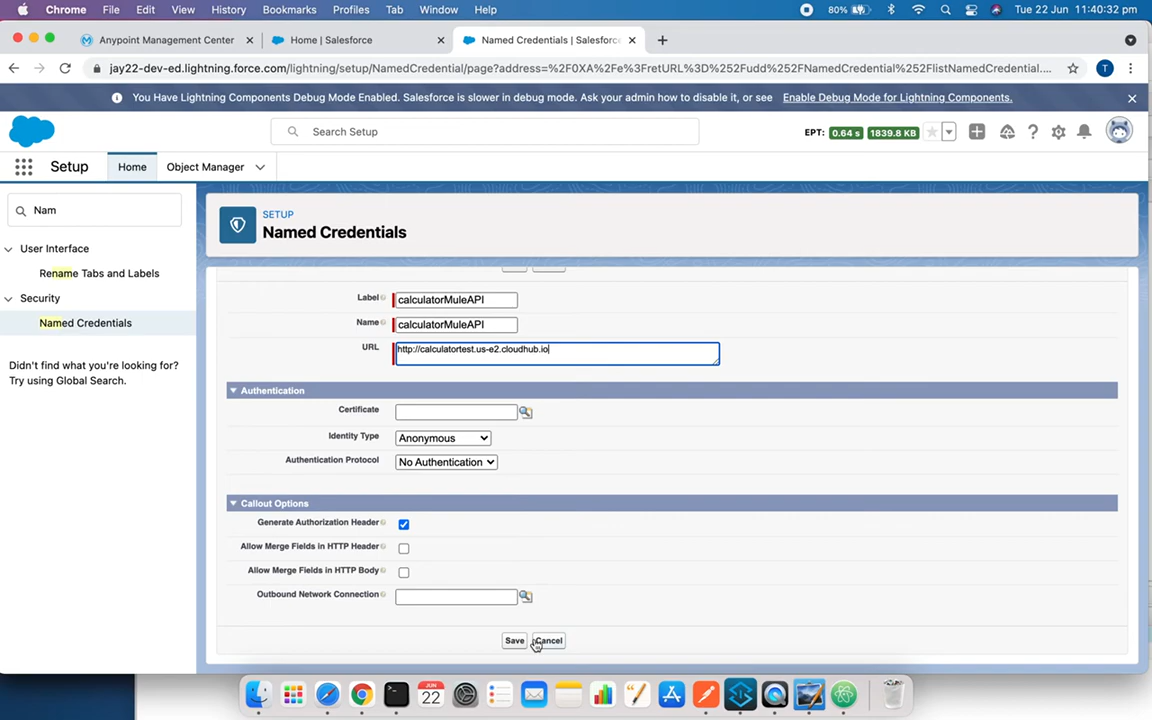 Chrome File Edit View History Bookmarks Profiles Tab Window Help 80% Tue 22 Jun 11:40:32 pm
Anypoint Management Center Home | Salesforce Named Credentials | Salesforc
jay22-dev-ed.lightning.force.com/lightning/setup/NamedCredential/page?address=%2F0XA%2Fe%3FretURL%3D%252Fudd%252FNamedCredential%252FlistNamedCredential....
T
You Have Lightning Components Debug Mode Enabled. Salesforce is slower in debug mode. Ask your admin how to disable it, or see Enable Debug Mode for Lightning Components.
Search Setup
EPT: 0.64 s 1839.8 KB
Setup Home Object Manager
Nam
User Interface
Rename Tabs and Labels
Security
Named Credentials
Didn't find what you're looking for?
Try using Global Search.
SETUP
Named Credentials
Label calculatorMuleAPI
Name calculatorMuleAPI
URL http://calculatortest.us-e2.cloudhub.io
Authentication
Certificate
Identity Type Anonymous
Authentication Protocol No Authentication
Callout Options
Generate Authorization Header
Allow Merge Fields in HTTP Header
Allow Merge Fields in HTTP Body
Outbound Network Connection
Save Cancel
JUN
22